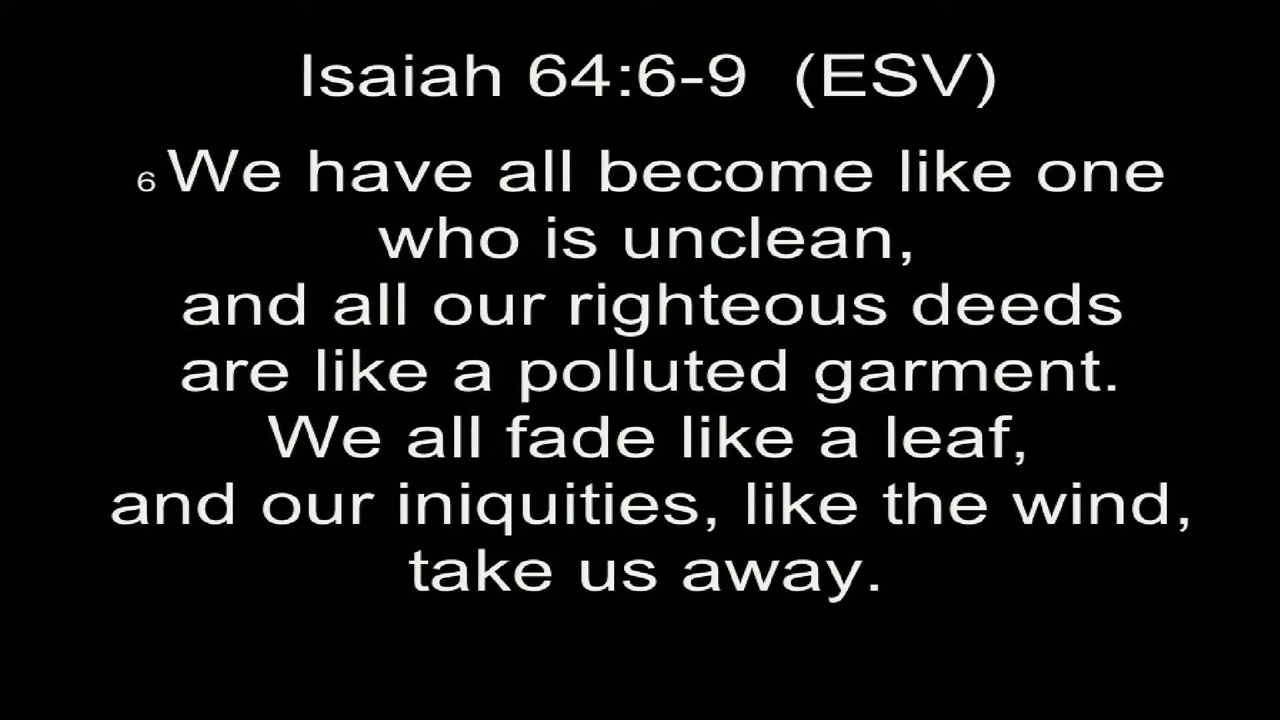 Isaiah 64:6-9 (ESV)
6 We have all become like one
who is unclean,
and all our righteous deeds
are like a polluted garment.
We all fade like a leaf,
and our iniquities, like the wind,
take us away.